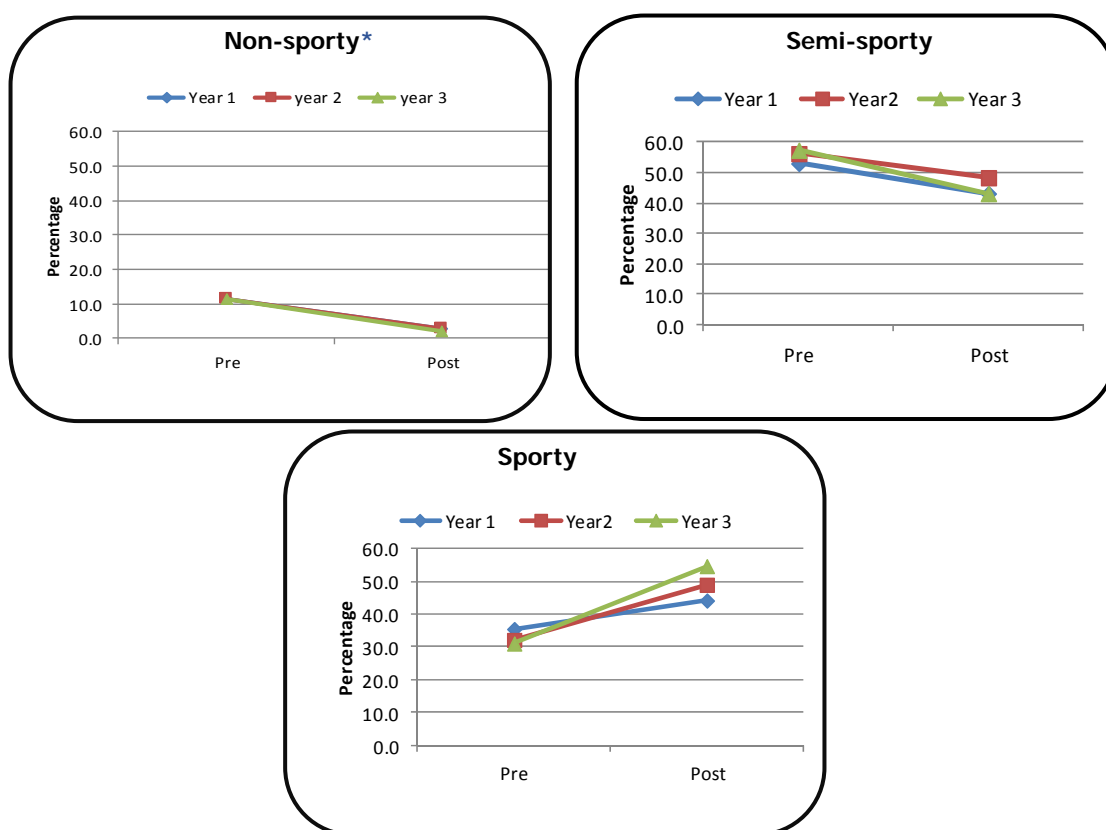 Non-sporty*
Year 1 year 2 year 3
60.0
50.0
40.0
30.0
20.0
10.0
0.0
Percentage
Pre Post
Semi-sporty
Year 1 Year2 Year 3
60.0
50.0
40.0
30.0
20.0
10.0
0.0
Percentage
Pre Post
Sporty
Year 1 Year2 Year 3
60.0
50.0
40.0
30.0
20.0
10.0
0.0
Percentage
Pre Post